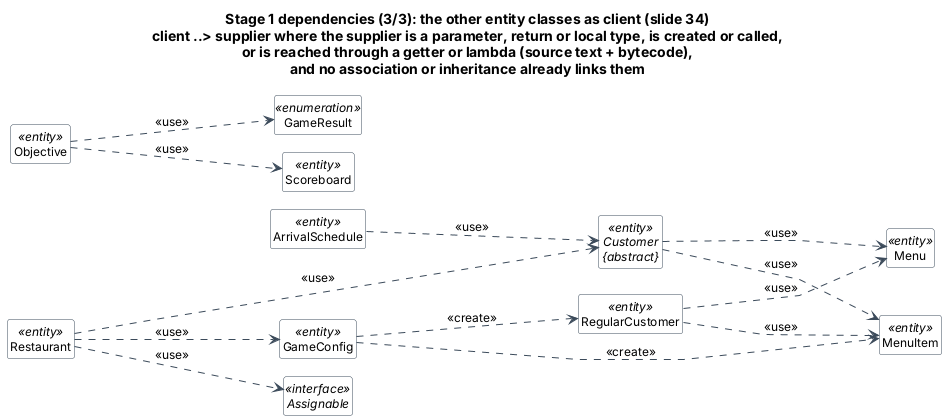 Stage 1 dependencies (3/3): the other entity classes as client (slide 34)
client ..> supplier where the supplier is a parameter, return or local type, is created or called,
or is reached through a getter or lambda (source text + bytecode),
and no association or inheritance already links them
«enumeration»
GameResult
«entity»
Objective
«use»
«use»
«entity»
Scoreboard
«entity»
ArrivalSchedule
«use»
«entity»
Customer
{abstract}
«use»
«entity»
Menu
«use»
«use»
«use»
«entity»
RegularCustomer
«create»
«use»
«entity»
MenuItem
«entity»
Restaurant
«use»
«entity»
GameConfig
«create»
«use»
«interface»
Assignable